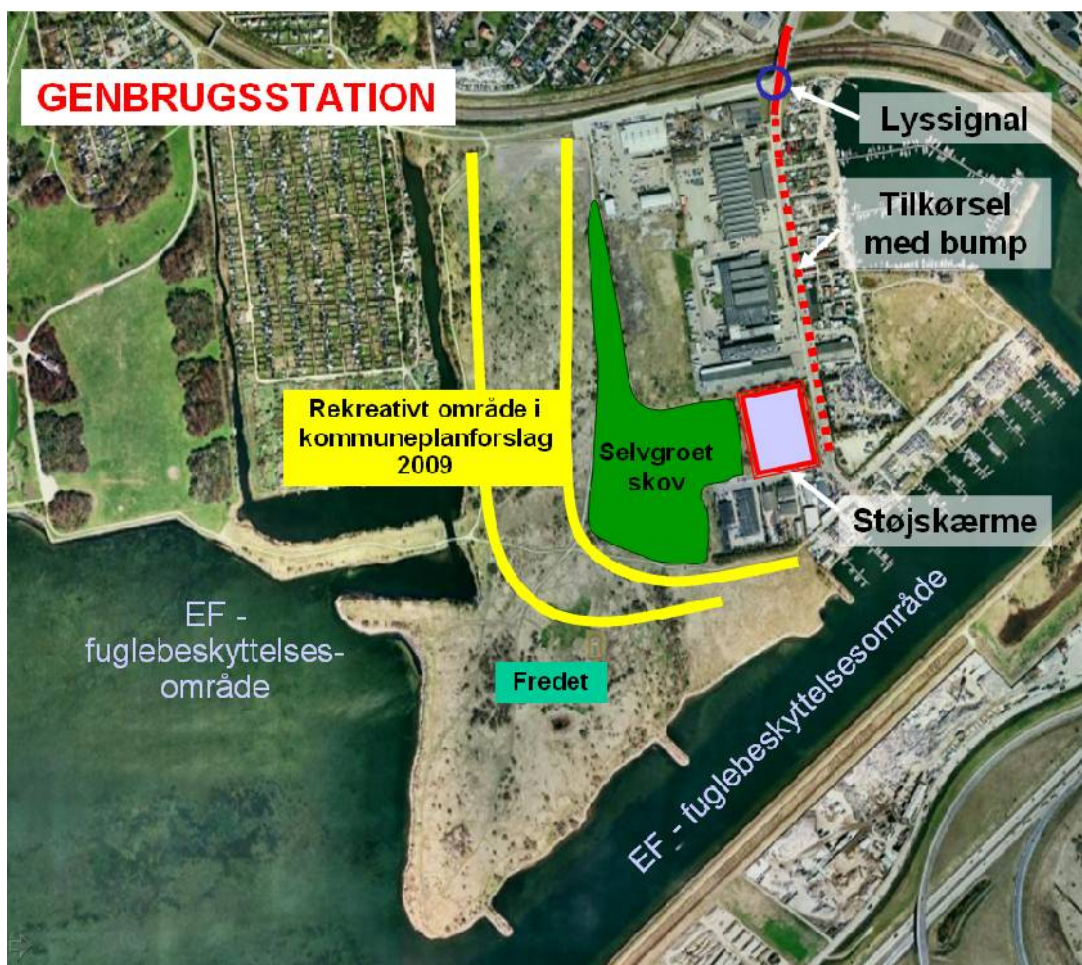 GENBRUGSSTATION
Lyssignal
Tilkørsel
med bump
Rekreativt område i
kommuneplanforslag
2009
Selvgroet
skov
Støjskærme
EF -
fuglebeskyttelses-
område
Fredet
EF - fuglebeskyttelsesområde